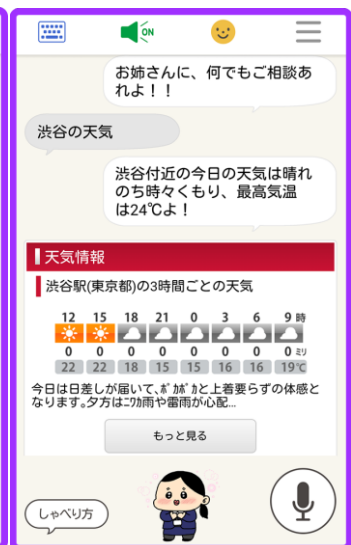 ON
お姉さんに、何でもご相談あ
れよ！！
渋谷の天気
渋谷付近の今日の天気は晴れ
のち時々くもり、最高気温
は24℃よ！
天気情報
渋谷駅(東京都)の3時間ごとの天気
12 15 18 21 0 3 6 9 時
0 0 0 0 0 0 0 0 ミリ
22 22 18 15 15 16 16 19℃
今日は日差しが届いて、ﾎﾟｶﾎﾟｶと上着要らずの体感と
なります。夕方はﾆﾜｶ雨や雷雨が心配...
もっと見る
しゃべり方